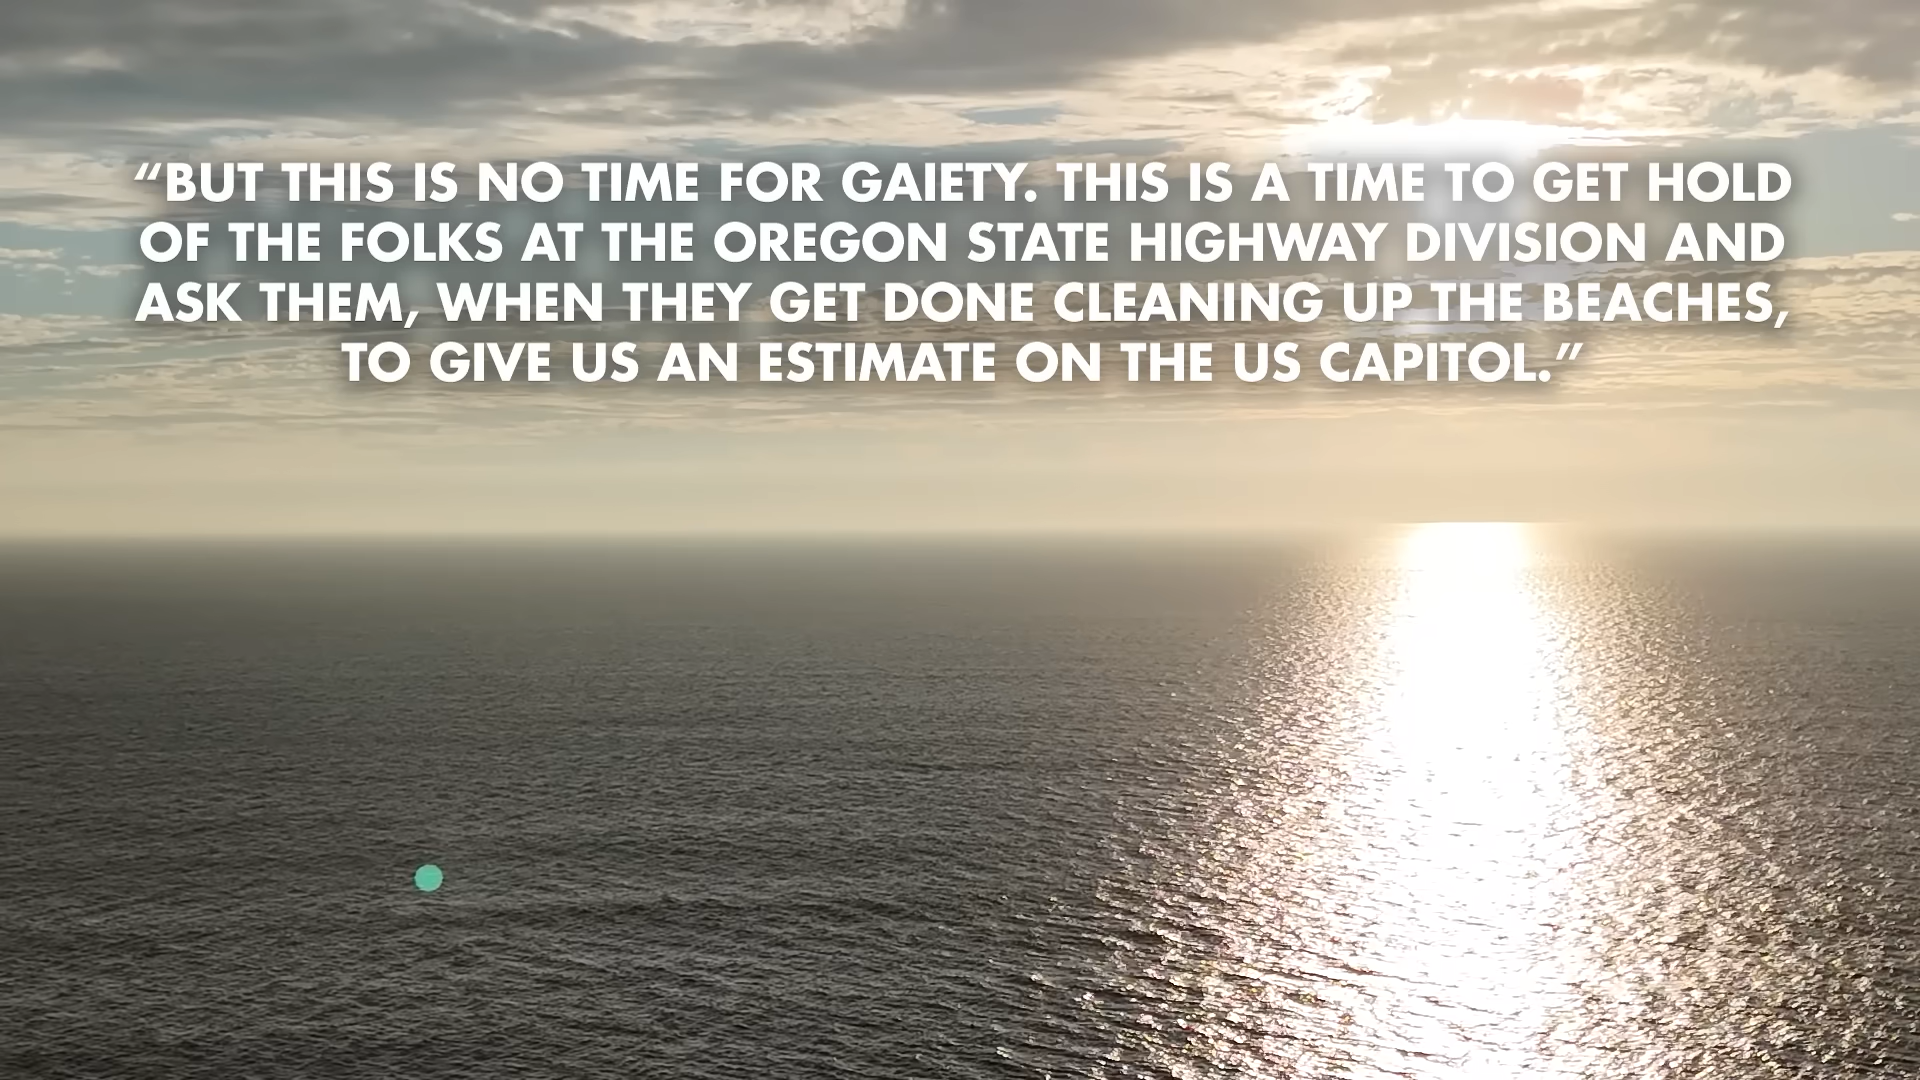 “BUT THIS IS NO TIME FOR GAIETY. THIS IS A TIME TO GET HOLD
OF THE FOLKS AT THE OREGON STATE HIGHWAY DIVISION AND
ASK THEM, WHEN THEY GET DONE CLEANING UP THE BEACHES,
TO GIVE US AN ESTIMATE ON THE US CAPITOL.”